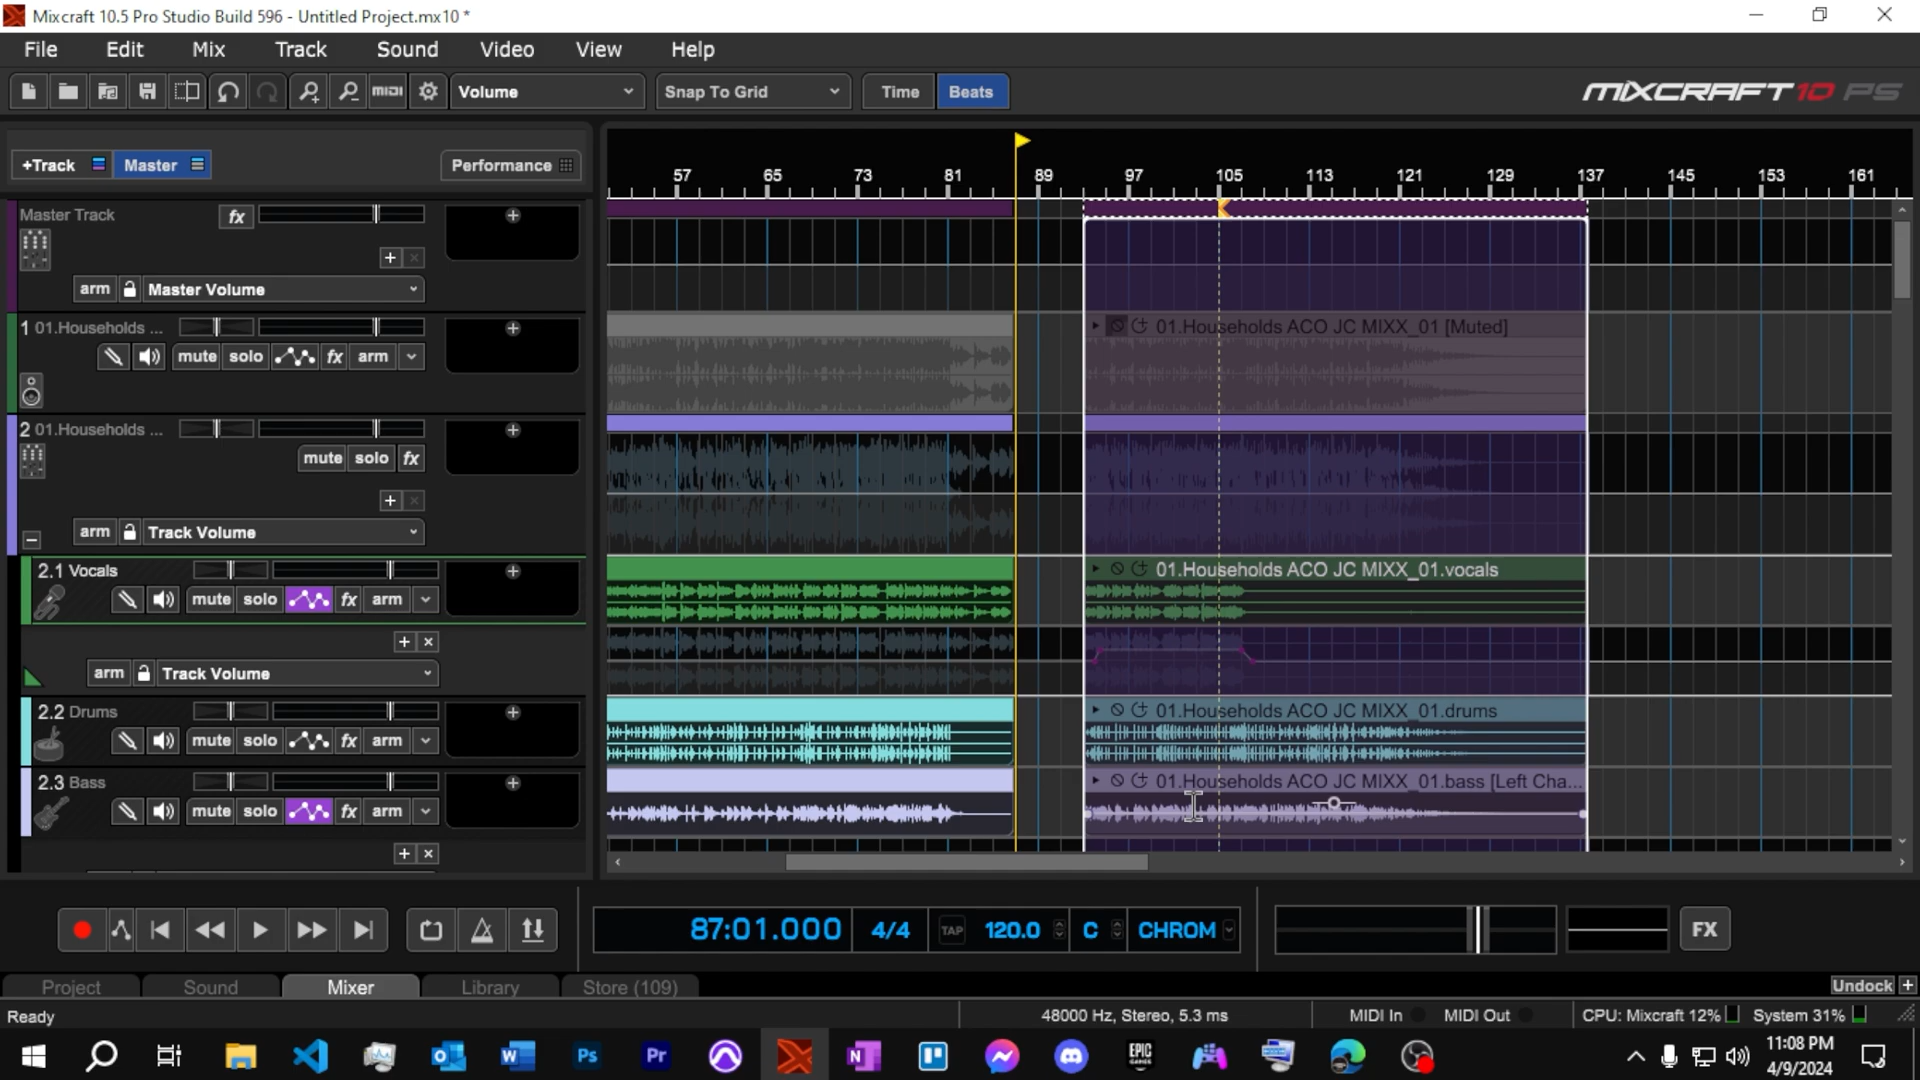 Mixcraft 10.5 Pro Studio Build 596 - Untitled Project.mx10 *
File Edit Mix Track Sound Video View Help
MIDI Volume Snap To Grid Time Beats MIXCRAFT 10 PS
+Track Master Performance
57 65 73 81 89 97 105 113 121 129 137 145 153 161
Master Track fx
arm Master Volume
1 01.Households ...
mute solo fx arm
01.Households ACO JC MIXX_01 [Muted]
2 01.Households ...
mute solo fx
arm Track Volume
2.1 Vocals
mute solo fx arm
01.Households ACO JC MIXX_01.vocals
arm Track Volume
2.2 Drums
mute solo fx arm
01.Households ACO JC MIXX_01.drums
2.3 Bass
mute solo fx arm
01.Households ACO JC MIXX_01.bass [Left Cha...
87:01.000 4/4 TAP 120.0 C CHROM FX
Project Sound Mixer Library Store (109) Undock +
Ready 48000 Hz, Stereo, 5.3 ms MIDI In MIDI Out CPU: Mixcraft 12% System 31%
Ps Pr EPIC GAMES
11:08 PM
4/9/2024